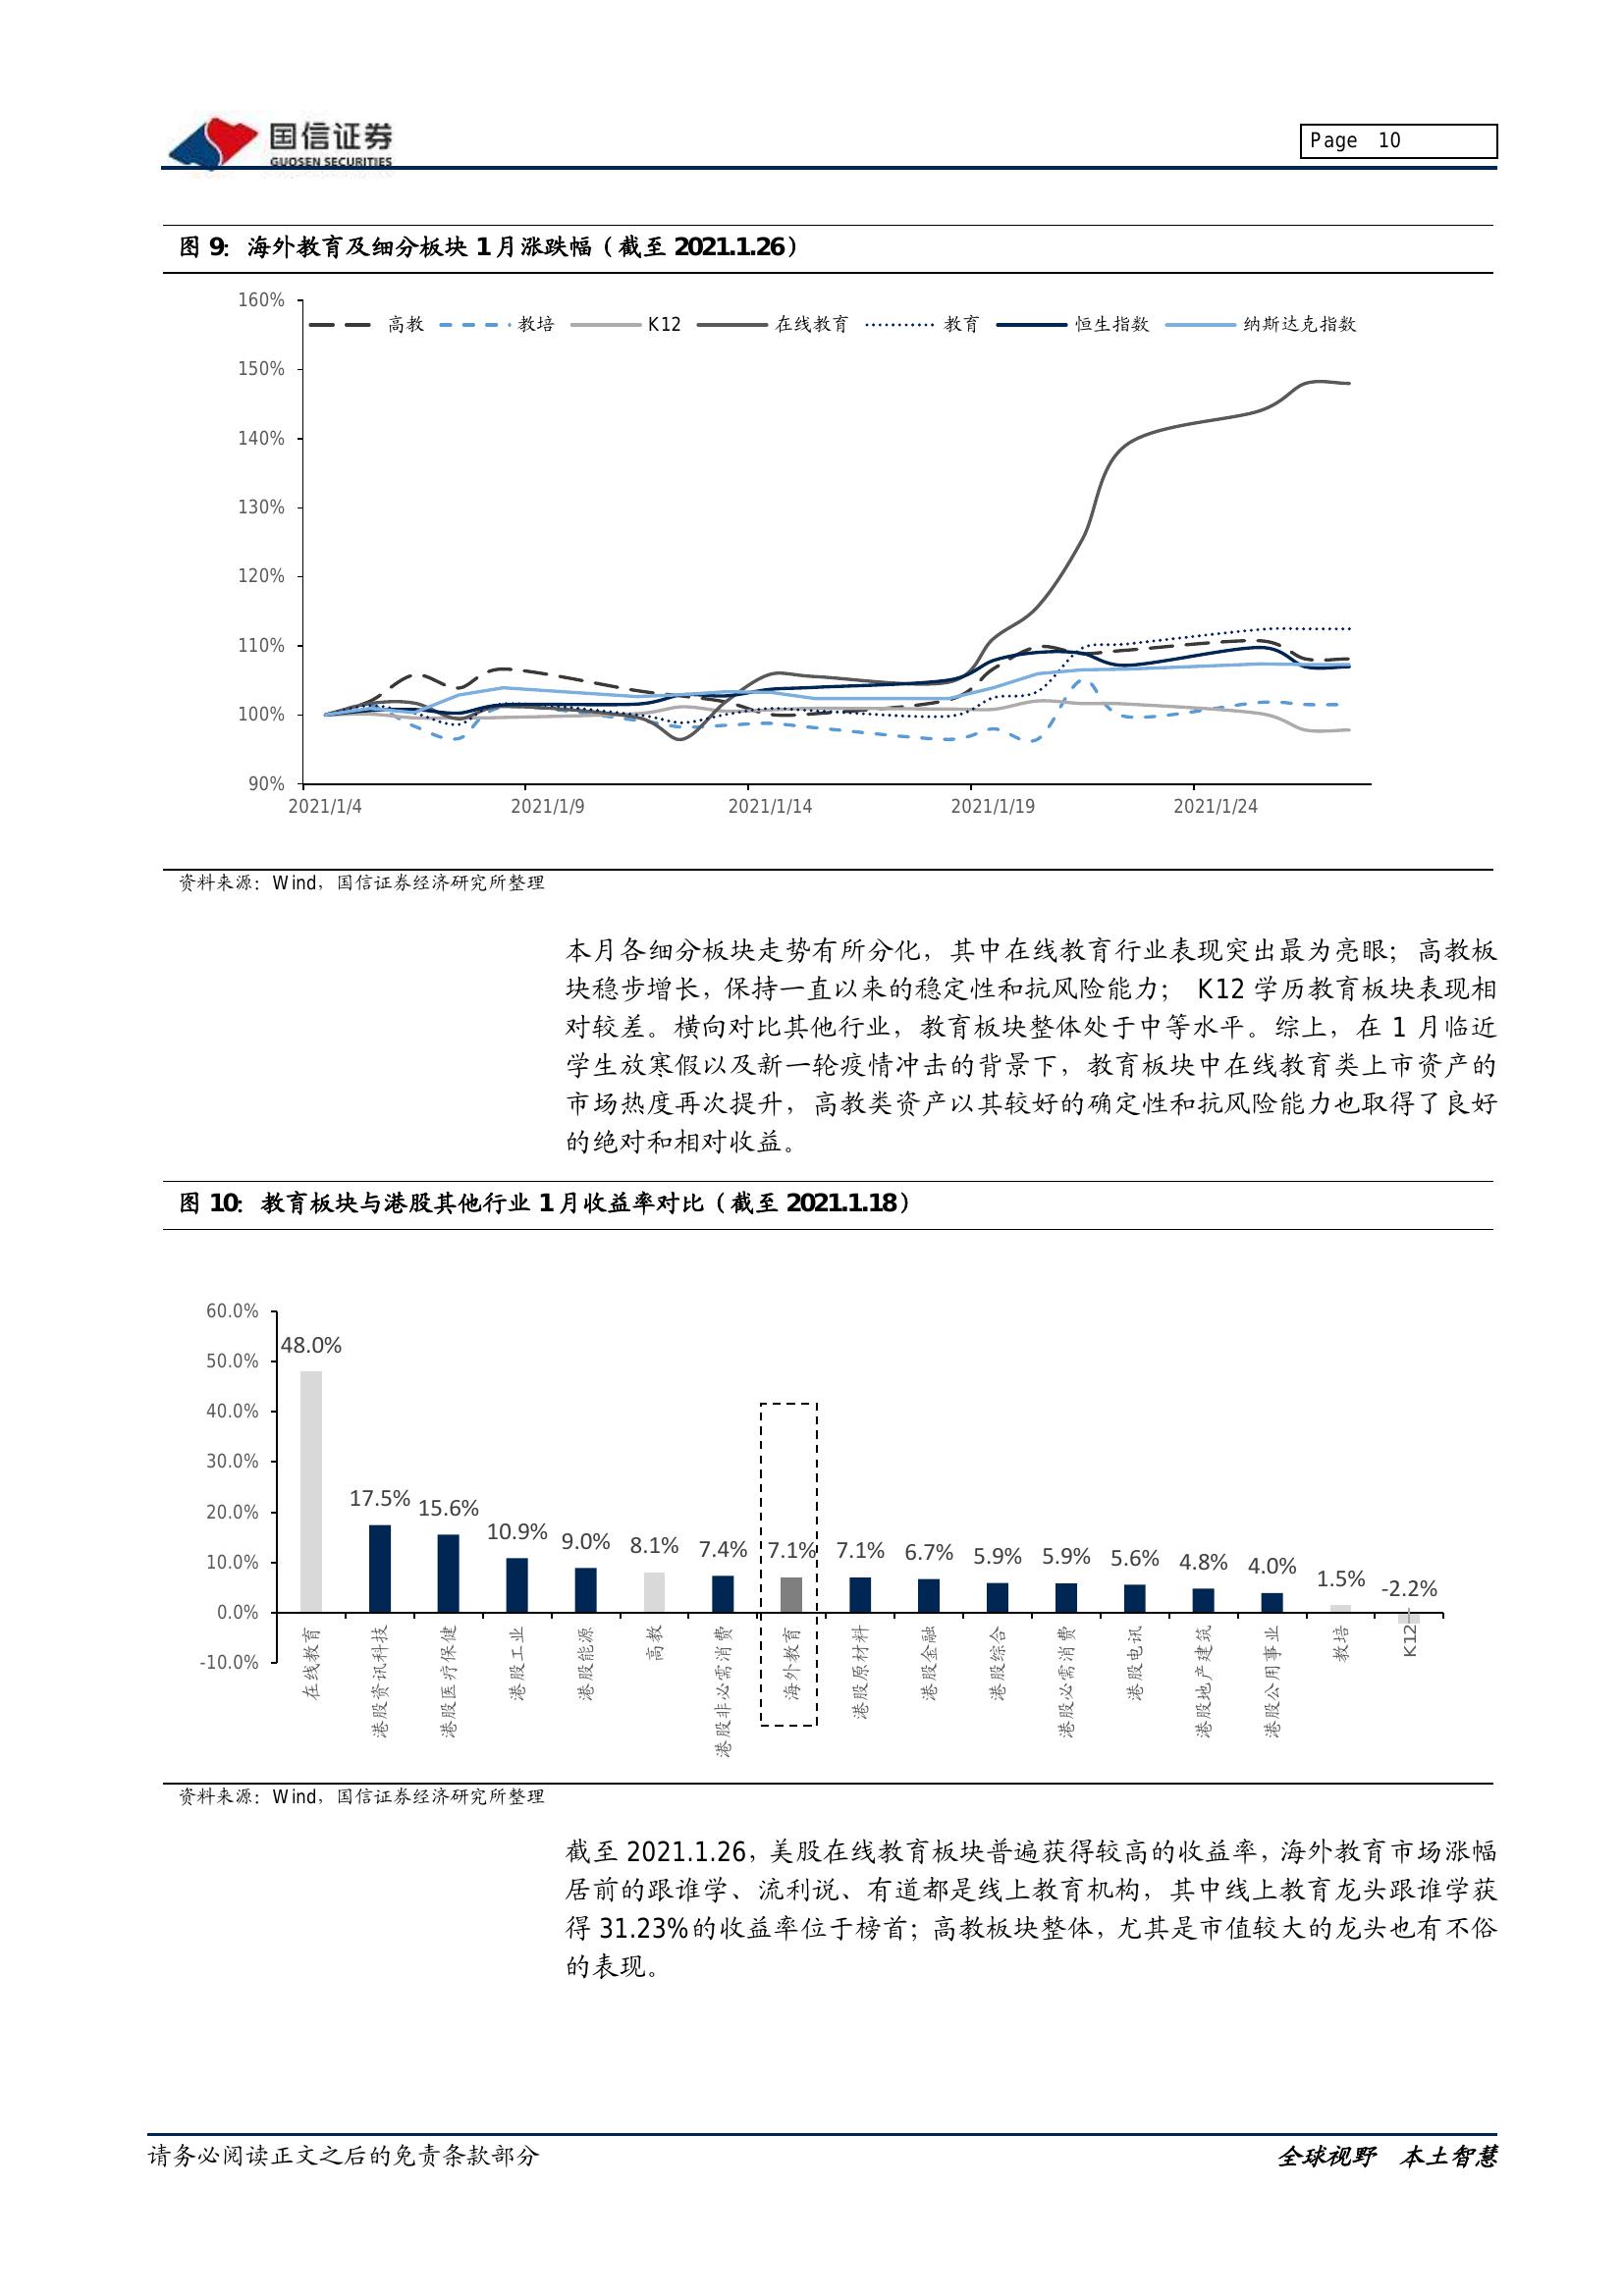 国信证券
GUOSEN SECURITIES
Page 10
图 9：海外教育及细分板块 1 月涨跌幅（截至 2021.1.26）
160%
150%
140%
130%
120%
110%
100%
90%
高教 教培 K12 在线教育 教育 恒生指数 纳斯达克指数
2021/1/4 2021/1/9 2021/1/14 2021/1/19 2021/1/24
资料来源：Wind，国信证券经济研究所整理
本月各细分板块走势有所分化，其中在线教育行业表现突出最为亮眼；高教板
块稳步增长，保持一直以来的稳定性和抗风险能力； K12 学历教育板块表现相
对较差。横向对比其他行业，教育板块整体处于中等水平。综上，在 1 月临近
学生放寒假以及新一轮疫情冲击的背景下，教育板块中在线教育类上市资产的
市场热度再次提升，高教类资产以其较好的确定性和抗风险能力也取得了良好
的绝对和相对收益。
图 10：教育板块与港股其他行业 1 月收益率对比（截至 2021.1.18）
60.0%
50.0%
40.0%
30.0%
20.0%
10.0%
0.0%
-10.0%
48.0% 17.5% 15.6% 10.9% 9.0% 8.1% 7.4% 7.1% 7.1% 6.7% 5.9% 5.9% 5.6% 4.8% 4.0% 1.5% -2.2%
在线教育
港股资讯科技
港股医疗保健
港股工业
港股能源
高教
港股非必需消费
海外教育
港股原材料
港股金融
港股综合
港股必需消费
港股电讯
港股地产建筑
港股公用事业
教培
K12
资料来源：Wind，国信证券经济研究所整理
截至 2021.1.26，美股在线教育板块普遍获得较高的收益率，海外教育市场涨幅
居前的跟谁学、流利说、有道都是线上教育机构，其中线上教育龙头跟谁学获
得 31.23%的收益率位于榜首；高教板块整体，尤其是市值较大的龙头也有不俗
的表现。
请务必阅读正文之后的免责条款部分
全球视野 本土智慧